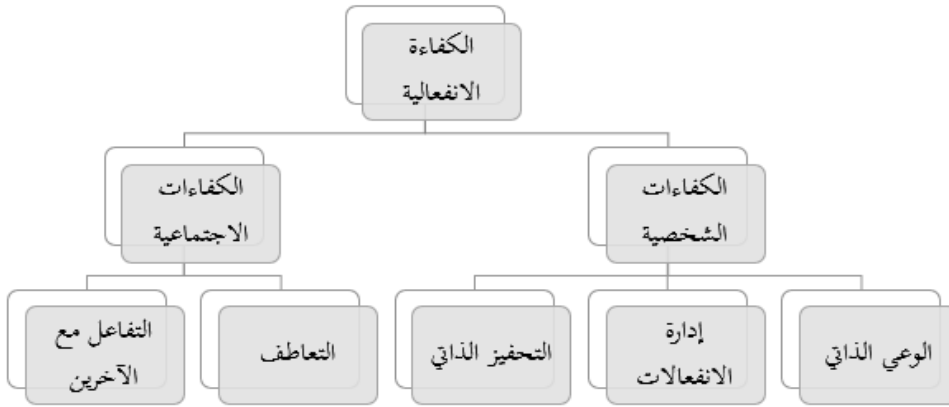 الكفاءة
الانفعالية
الكفاءات
الشخصية
الكفاءات
الاجتماعية
الوعي الذاتي
إدارة
الانفعالات
التحفيز الذاتي
التعاطف
التفاعل مع
الآخرين